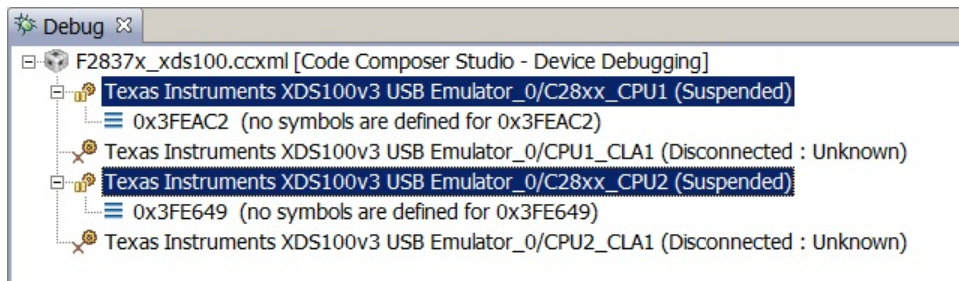 Debug
F2837x_xds100.ccxml [Code Composer Studio - Device Debugging]
Texas Instruments XDS100v3 USB Emulator_0/C28xx_CPU1 (Suspended)
0x3FEAC2 (no symbols are defined for 0x3FEAC2)
Texas Instruments XDS100v3 USB Emulator_0/CPU1_CLA1 (Disconnected : Unknown)
Texas Instruments XDS100v3 USB Emulator_0/C28xx_CPU2 (Suspended)
0x3FE649 (no symbols are defined for 0x3FE649)
Texas Instruments XDS100v3 USB Emulator_0/CPU2_CLA1 (Disconnected : Unknown)